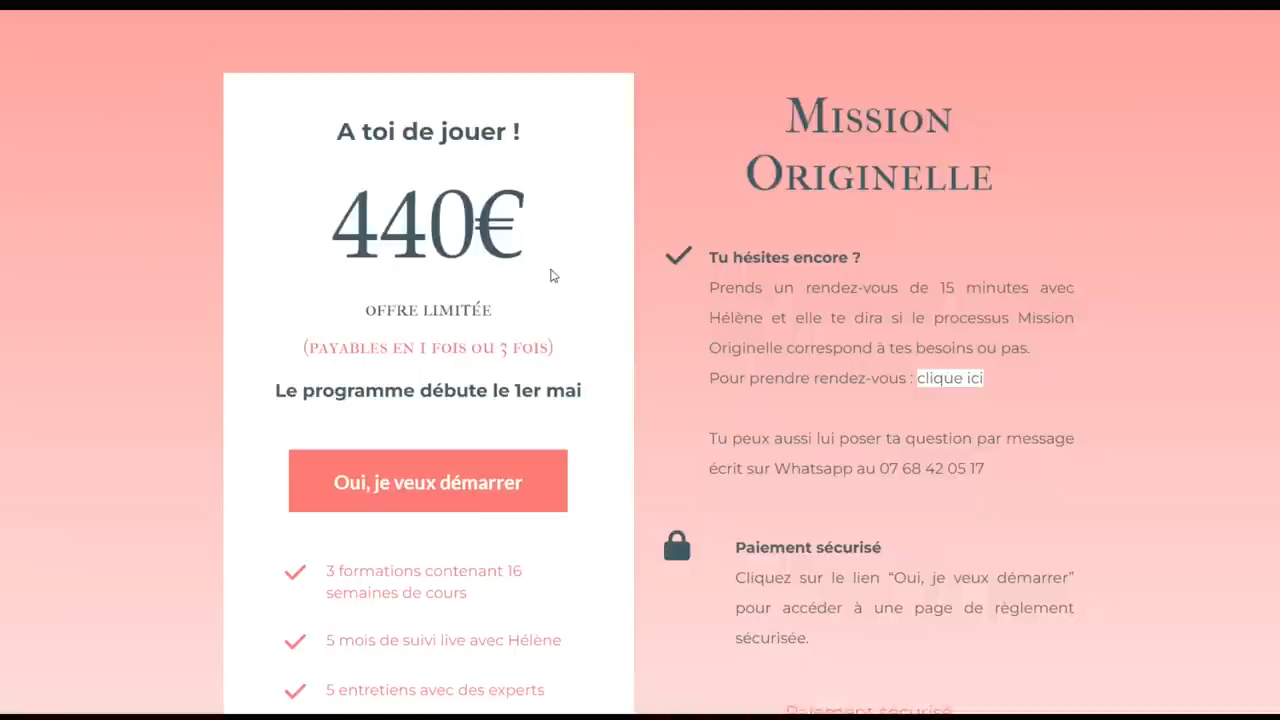 A toi de jouer !
440€
OFFRE LIMITÉE
(PAYABLES EN 1 FOIS OU 3 FOIS)
Le programme débute le 1er mai
Oui, je veux démarrer
3 formations contenant 16
semaines de cours
5 mois de suivi live avec Hélène
5 entretiens avec des experts
Mission
Originelle
Tu hésites encore ?
Prends un rendez-vous de 15 minutes avec
Hélène et elle te dira si le processus Mission
Originelle correspond à tes besoins ou pas.
Pour prendre rendez-vous : clique ici
Tu peux aussi lui poser ta question par message
écrit sur Whatsapp au 07 68 42 05 17
Paiement sécurisé
Cliquez sur le lien “Oui, je veux démarrer”
pour accéder à une page de règlement
sécurisée.
Paiement securisé